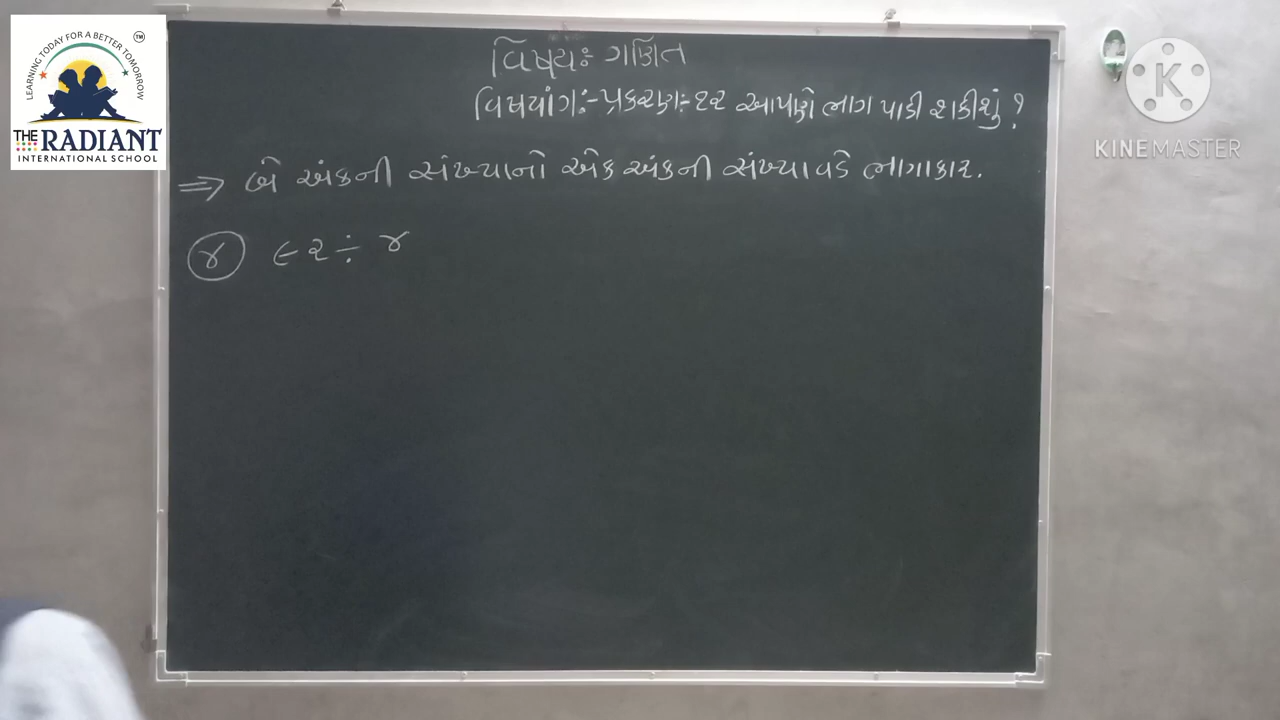 LEARNING TODAY FOR A BETTER TOMORROW
TM
THE RADIANT
INTERNATIONAL SCHOOL
વિષયઃ ગણિત
વિષયાંગઃ-પ્રકરણઃ-૧૨ આપણે ભાગ પાડી શકીશું ?
⇒ બે અંકની સંખ્યાનો એક અંકની સંખ્યા વડે ભાગાકાર.
૪ ૯૨ ÷ ૪
K
KINEMASTER